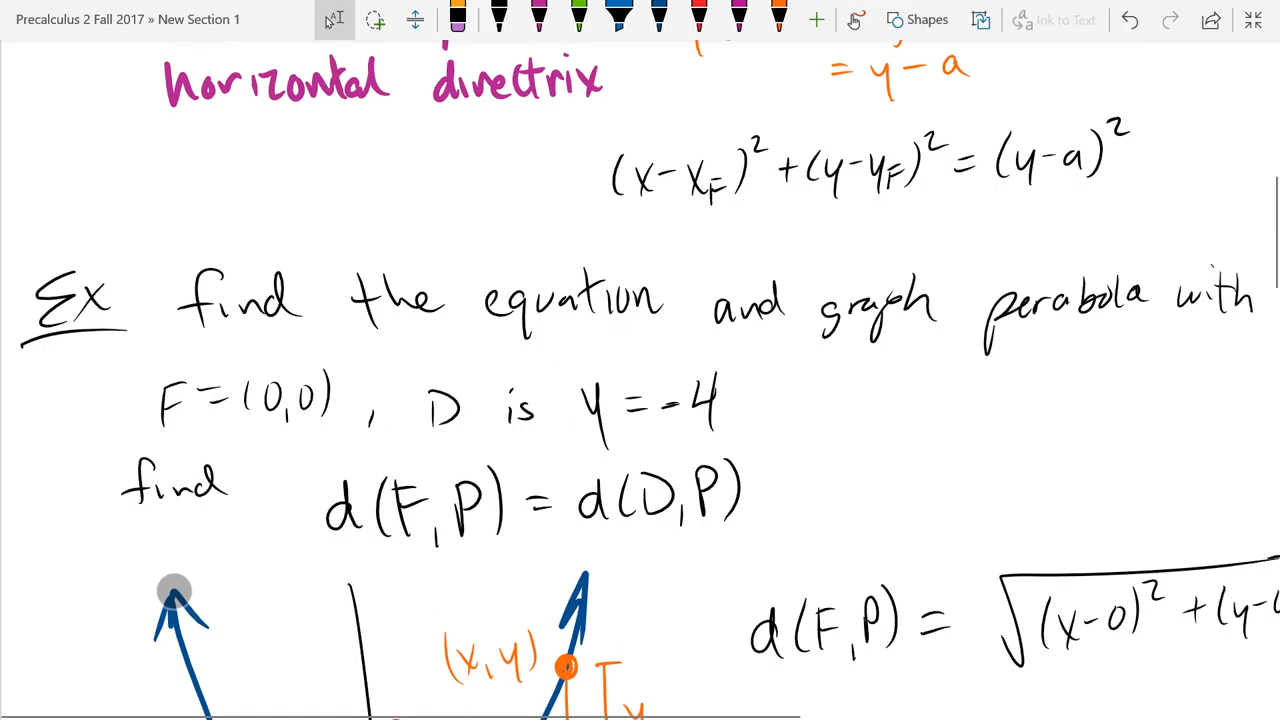 Precalculus 2 Fall 2017 » New Section 1
Shapes
Ink to Text
horizontal directrix
= y - a
(x - x_F)² + (y - y_F)² = (y - a)²
Ex find the equation and graph perabola with
F = (0,0), D is y = -4
find d(F,P) = d(D,P)
d(F,P) = √(x-0)² + (y-
(x,y)
y